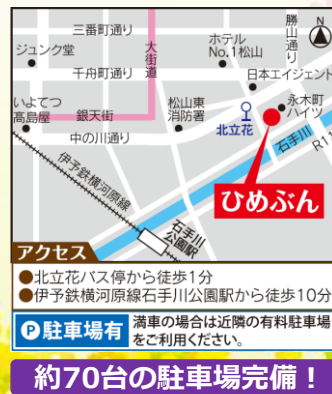 三番町通り
ジュンク堂
大街道
ホテル
No.1松山
勝山通り
N
千舟町通り
日本エージェント
いよてつ
髙島屋
銀天街
松山東
消防署
北立花
永木町
ハイツ
中の川通り
石手川
R11
伊予鉄横河原線
ひめぶん
石手川
公園駅
アクセス
●北立花バス停から徒歩1分
●伊予鉄横河原線石手川公園駅から徒歩10分
P駐車場有
満車の場合は近隣の有料駐車場
をご利用ください。
約70台の駐車場完備！